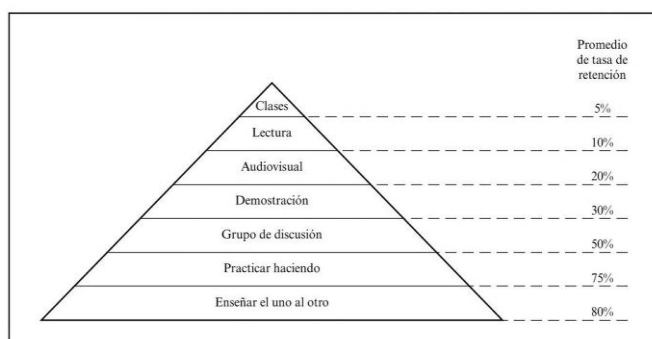 Promedio
de tasa de
retención
Clases
5%
Lectura
10%
Audiovisual
20%
Demostración
30%
Grupo de discusión
50%
Practicar haciendo
75%
Enseñar el uno al otro
80%